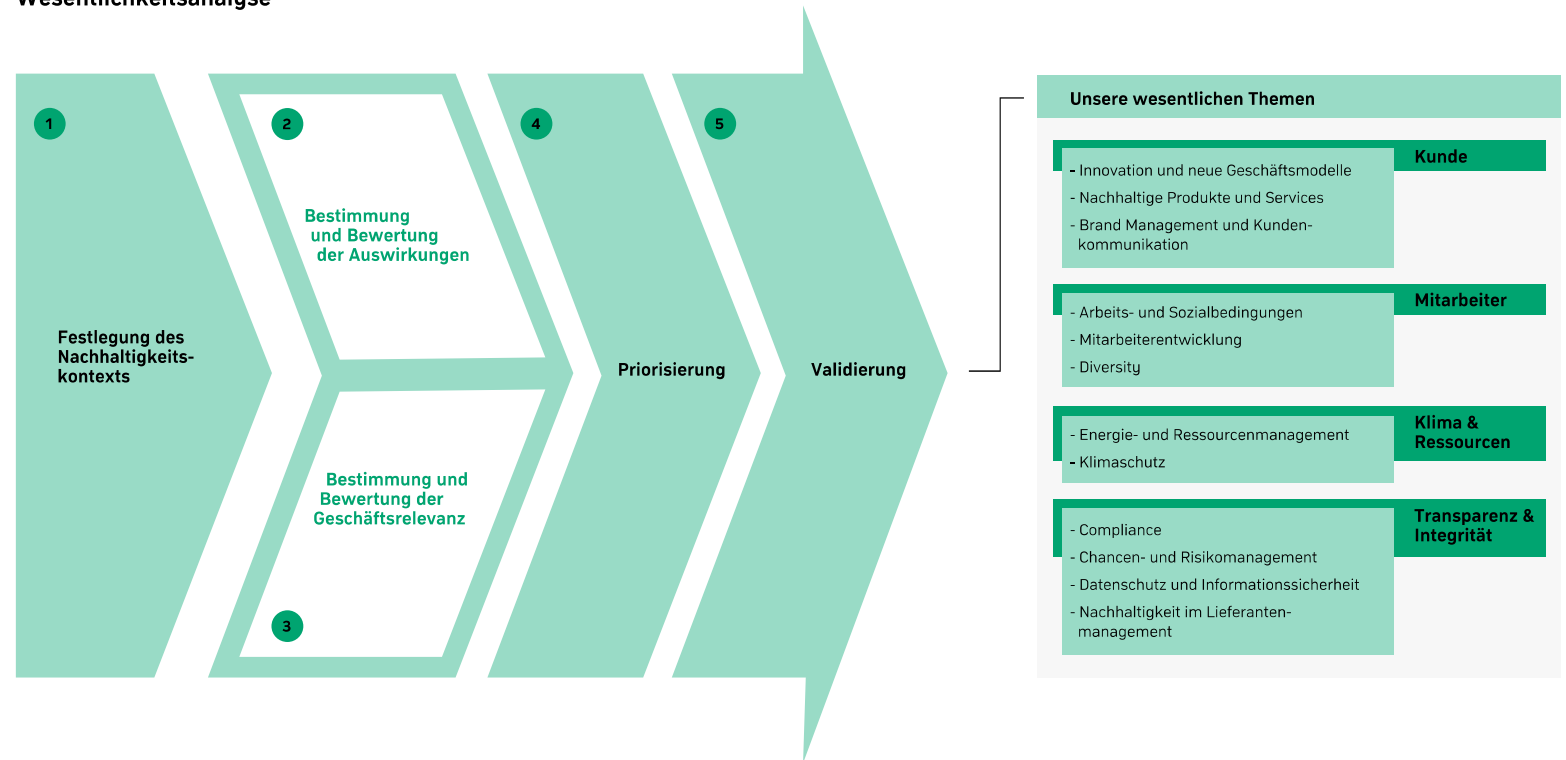 Wesentlichkeitsanalyse
1
Festlegung des
Nachhaltigkeits-
kontexts
2
Bestimmung
und Bewertung
der Auswirkungen
Bestimmung und
Bewertung der
Geschäftsrelevanz
3
4
Priorisierung
5
Validierung
Unsere wesentlichen Themen
Kunde
- Innovation und neue Geschäftsmodelle
- Nachhaltige Produkte und Services
- Brand Management und Kunden-
kommunikation
Mitarbeiter
- Arbeits- und Sozialbedingungen
- Mitarbeiterentwicklung
- Diversity
Klima &
Ressourcen
- Energie- und Ressourcenmanagement
- Klimaschutz
Transparenz &
Integrität
- Compliance
- Chancen- und Risikomanagement
- Datenschutz und Informationssicherheit
- Nachhaltigkeit im Lieferanten-
management